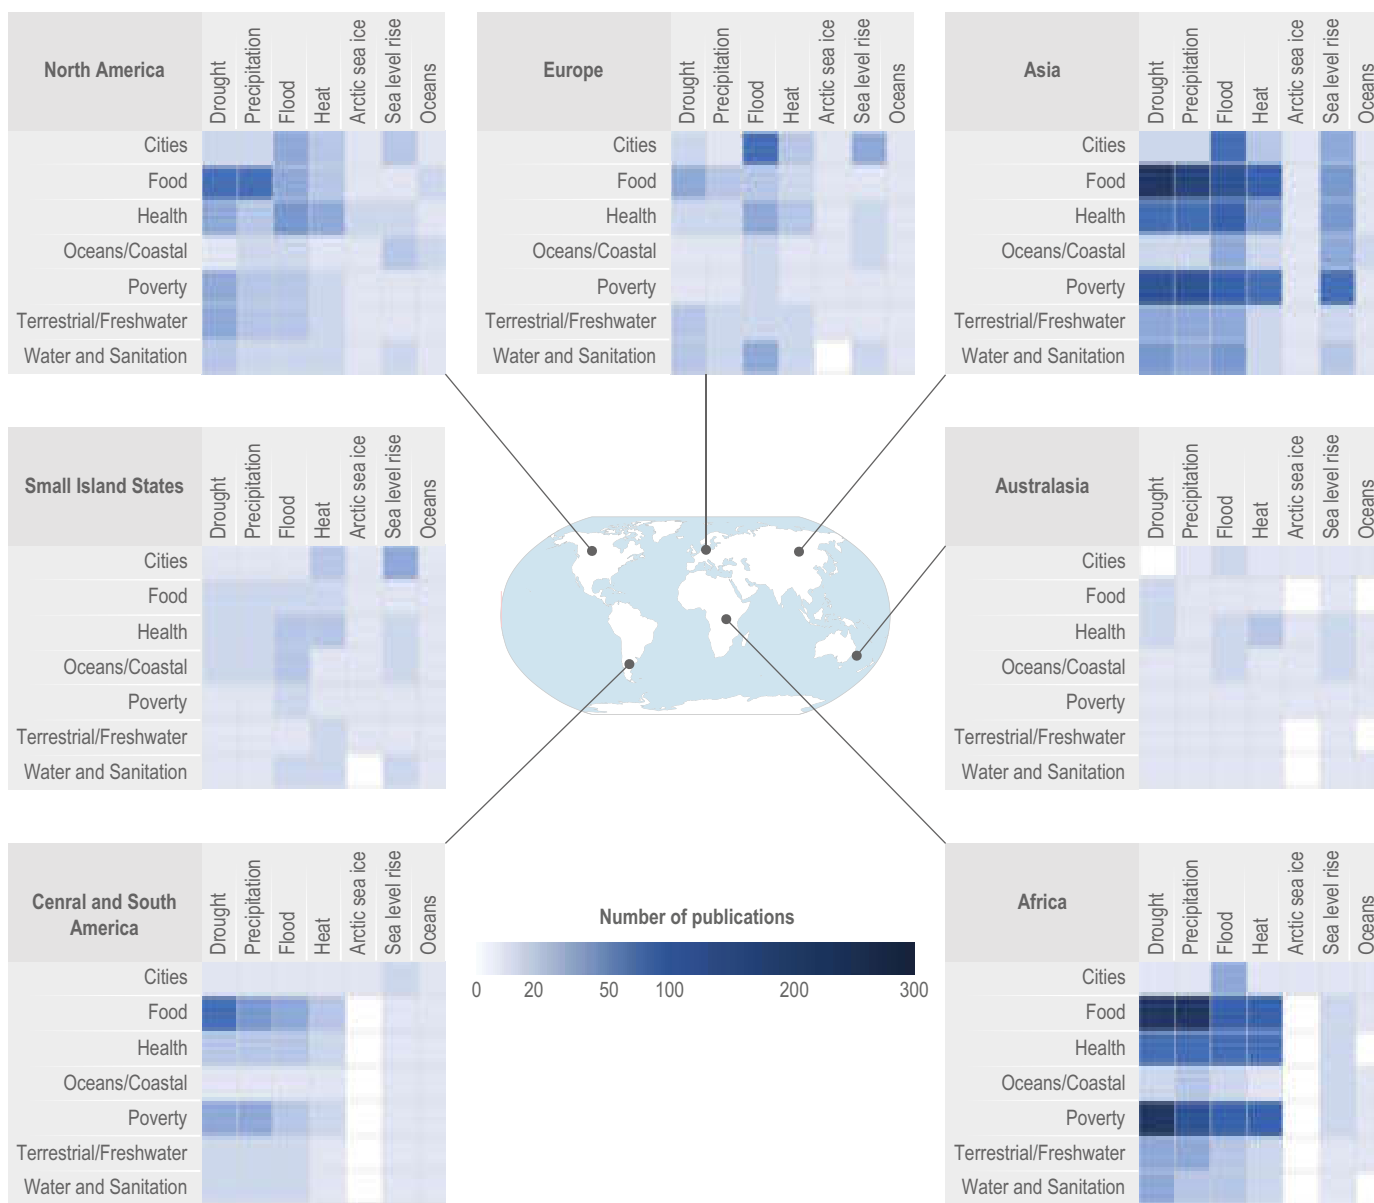 North America
Drought
Precipitation
Flood
Heat
Arctic sea ice
Sea level rise
Oceans
Cities
Food
Health
Oceans/Coastal
Poverty
Terrestrial/Freshwater
Water and Sanitation
Europe
Drought
Precipitation
Flood
Heat
Arctic sea ice
Sea level rise
Oceans
Cities
Food
Health
Oceans/Coastal
Poverty
Terrestrial/Freshwater
Water and Sanitation
Asia
Drought
Precipitation
Flood
Heat
Arctic sea ice
Sea level rise
Oceans
Cities
Food
Health
Oceans/Coastal
Poverty
Terrestrial/Freshwater
Water and Sanitation
Small Island States
Drought
Precipitation
Flood
Heat
Arctic sea ice
Sea level rise
Oceans
Cities
Food
Health
Oceans/Coastal
Poverty
Terrestrial/Freshwater
Water and Sanitation
Australasia
Drought
Precipitation
Flood
Heat
Arctic sea ice
Sea level rise
Oceans
Cities
Food
Health
Oceans/Coastal
Poverty
Terrestrial/Freshwater
Water and Sanitation
Cenral and South
America
Drought
Precipitation
Flood
Heat
Arctic sea ice
Sea level rise
Oceans
Cities
Food
Health
Oceans/Coastal
Poverty
Terrestrial/Freshwater
Water and Sanitation
Number of publications
0 20 50 100 200 300
Africa
Drought
Precipitation
Flood
Heat
Arctic sea ice
Sea level rise
Oceans
Cities
Food
Health
Oceans/Coastal
Poverty
Terrestrial/Freshwater
Water and Sanitation